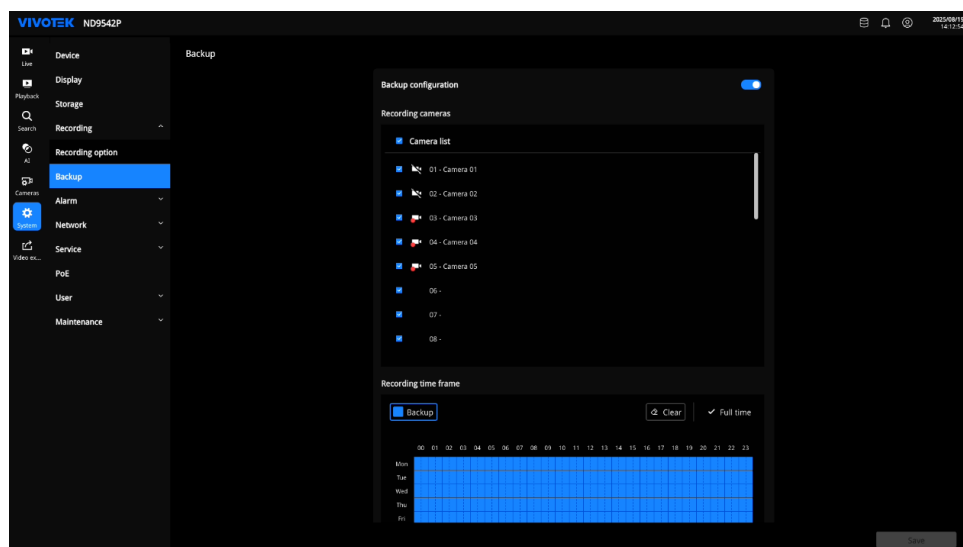 VIVOTEK ND9542P
2025/08/19
14:12:54
Live
Playback
Search
AI
Cameras
System
Video ex...
Device
Display
Storage
Recording
Recording option
Backup
Alarm
Network
Service
PoE
User
Maintenance
Backup
Backup configuration
Recording cameras
Camera list
01 - Camera 01
02 - Camera 02
03 - Camera 03
04 - Camera 04
05 - Camera 05
06 -
07 -
08 -
Recording time frame
Backup Clear Full time
00 01 02 03 04 05 06 07 08 09 10 11 12 13 14 15 16 17 18 19 20 21 22 23
Mon
Tue
Wed
Thu
Fri
Save